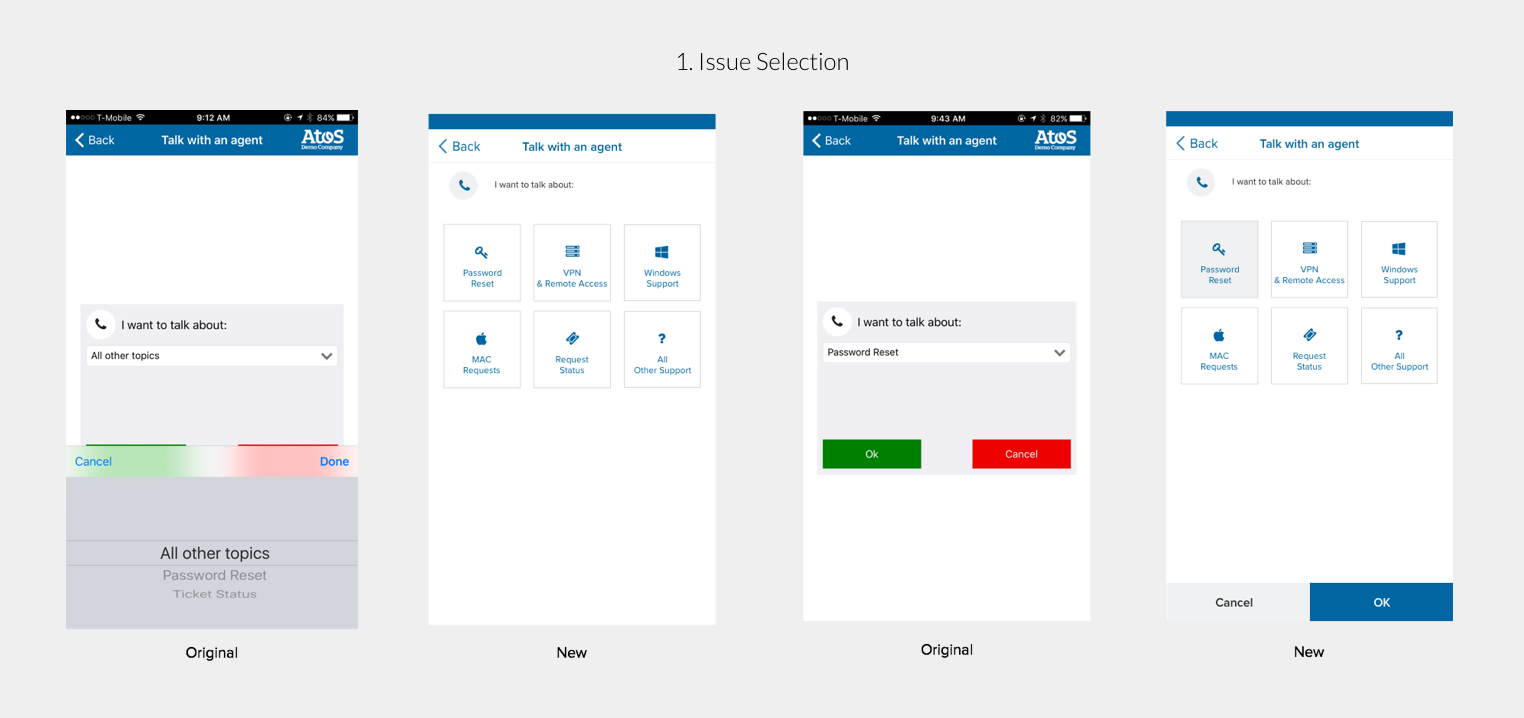 1. Issue Selection
T-Mobile 9:12 AM 84%
Back Talk with an agent Atos
Demo Company
I want to talk about:
All other topics
Cancel Done
All other topics
Password Reset
Ticket Status
Original
Back Talk with an agent
I want to talk about:
Password
Reset
VPN
& Remote Access
Windows
Support
MAC
Requests
Request
Status
?
All
Other Support
New
T-Mobile 9:43 AM 82%
Back Talk with an agent Atos
Demo Company
I want to talk about:
Password Reset
Ok Cancel
Original
Back Talk with an agent
I want to talk about:
Password
Reset
VPN
& Remote Access
Windows
Support
MAC
Requests
Request
Status
?
All
Other Support
Cancel OK
New